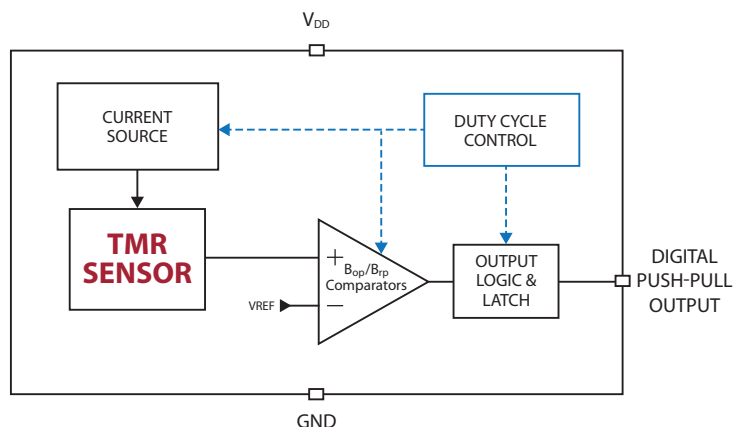 VDD
CURRENT
SOURCE
DUTY CYCLE
CONTROL
TMR
SENSOR
+
Bop/Brp
Comparators
VREF
−
OUTPUT
LOGIC &
LATCH
DIGITAL
PUSH-PULL
OUTPUT
GND